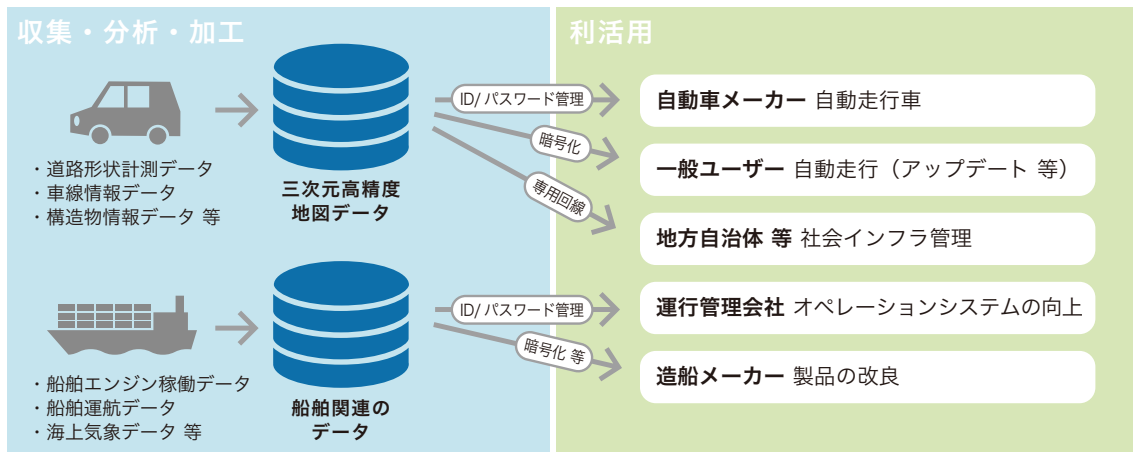 収集・分析・加工
・道路形状計測データ
・車線情報データ
・構造物情報データ 等
三次元高精度
地図データ
・船舶エンジン稼働データ
・船舶運航データ
・海上気象データ 等
船舶関連の
データ
ID/パスワード管理
暗号化
専用回線
ID/パスワード管理
暗号化 等
利活用
自動車メーカー 自動走行車
一般ユーザー 自動走行（アップデート 等）
地方自治体 等 社会インフラ管理
運行管理会社 オペレーションシステムの向上
造船メーカー 製品の改良